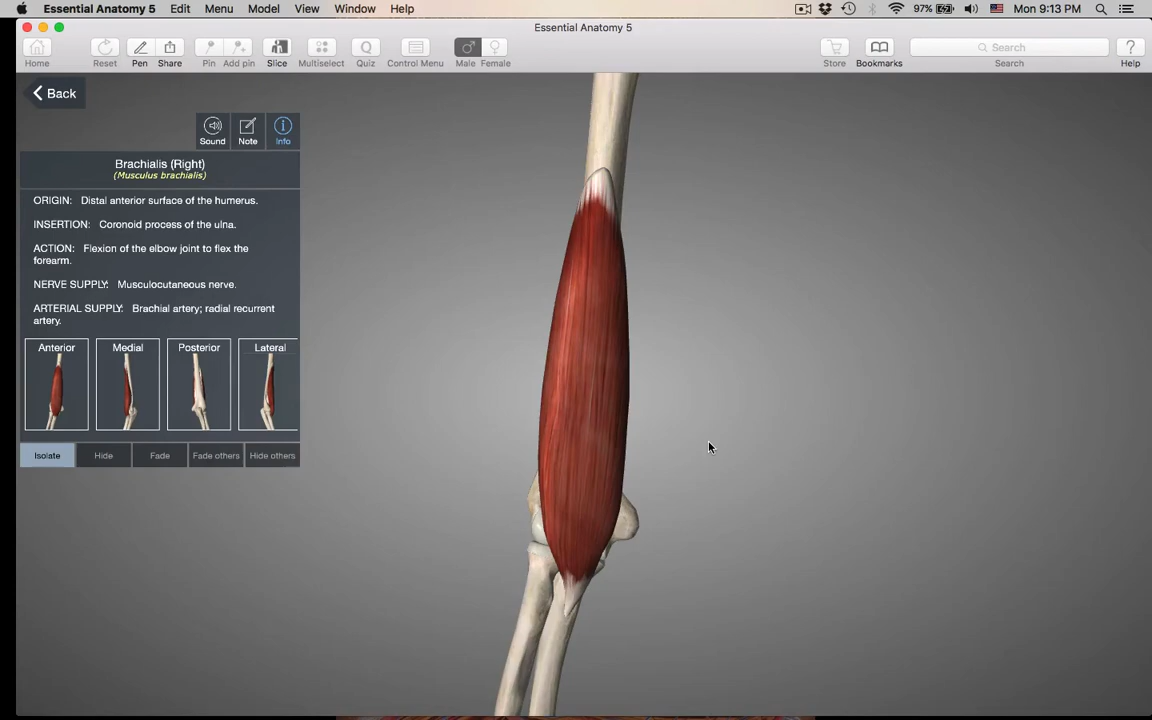 Essential Anatomy 5 Edit Menu Model View Window Help 97% Mon 9:13 PM
Essential Anatomy 5
Home Reset Pen Share Pin Add pin Slice Multiselect Q Quiz Control Menu Male Female Store Bookmarks Search Search ? Help
Back
Sound Note i Info
Brachialis (Right)
(Musculus brachialis)
ORIGIN: Distal anterior surface of the humerus.
INSERTION: Coronoid process of the ulna.
ACTION: Flexion of the elbow joint to flex the
forearm.
NERVE SUPPLY: Musculocutaneous nerve.
ARTERIAL SUPPLY: Brachial artery; radial recurrent
artery.
Anterior Medial Posterior Lateral
Isolate Hide Fade Fade others Hide others